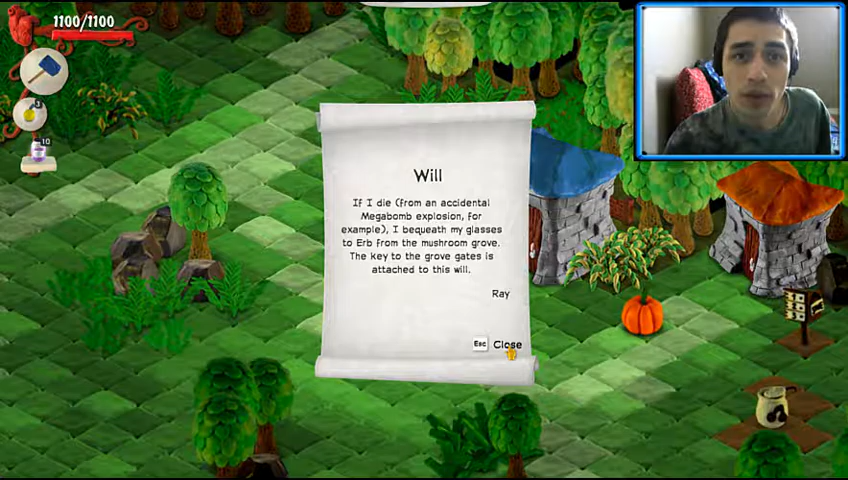 1100/1100
3
10
Will
If I die (from an accidental
Megabomb explosion, for
example), I bequeath my glasses
to Erb from the mushroom grove.
The key to the grove gates is
attached to this will.
Ray
Esc Close